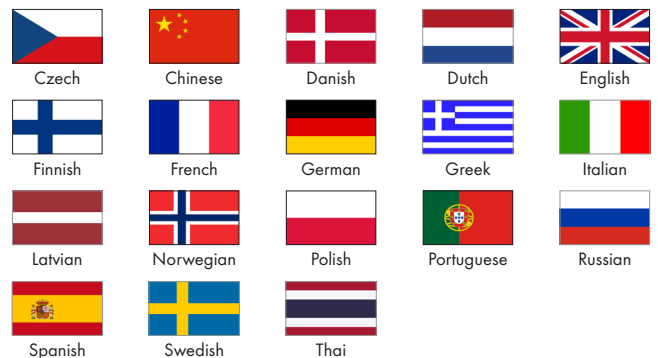 Czech Chinese Danish Dutch English
Finnish French German Greek Italian
Latvian Norwegian Polish Portuguese Russian
Spanish Swedish Thai